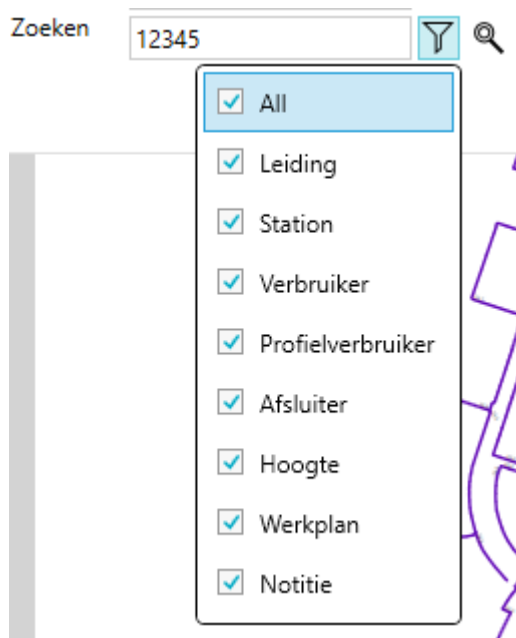 Zoeken
12345
All
Leiding
Station
Verbruiker
Profielverbruiker
Afsluiter
Hoogte
Werkplan
Notitie